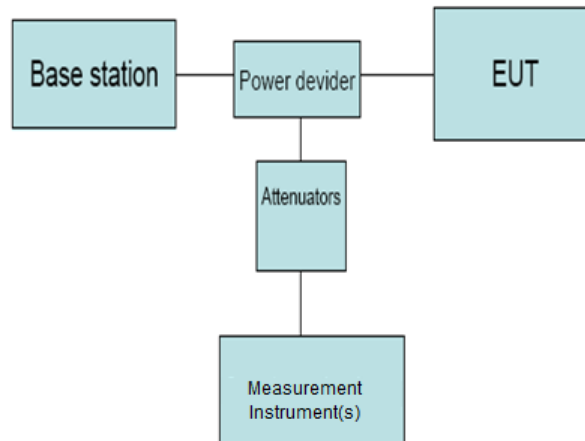 Base station
Power devider
EUT
Attenuators
Measurement
Instrument(s)